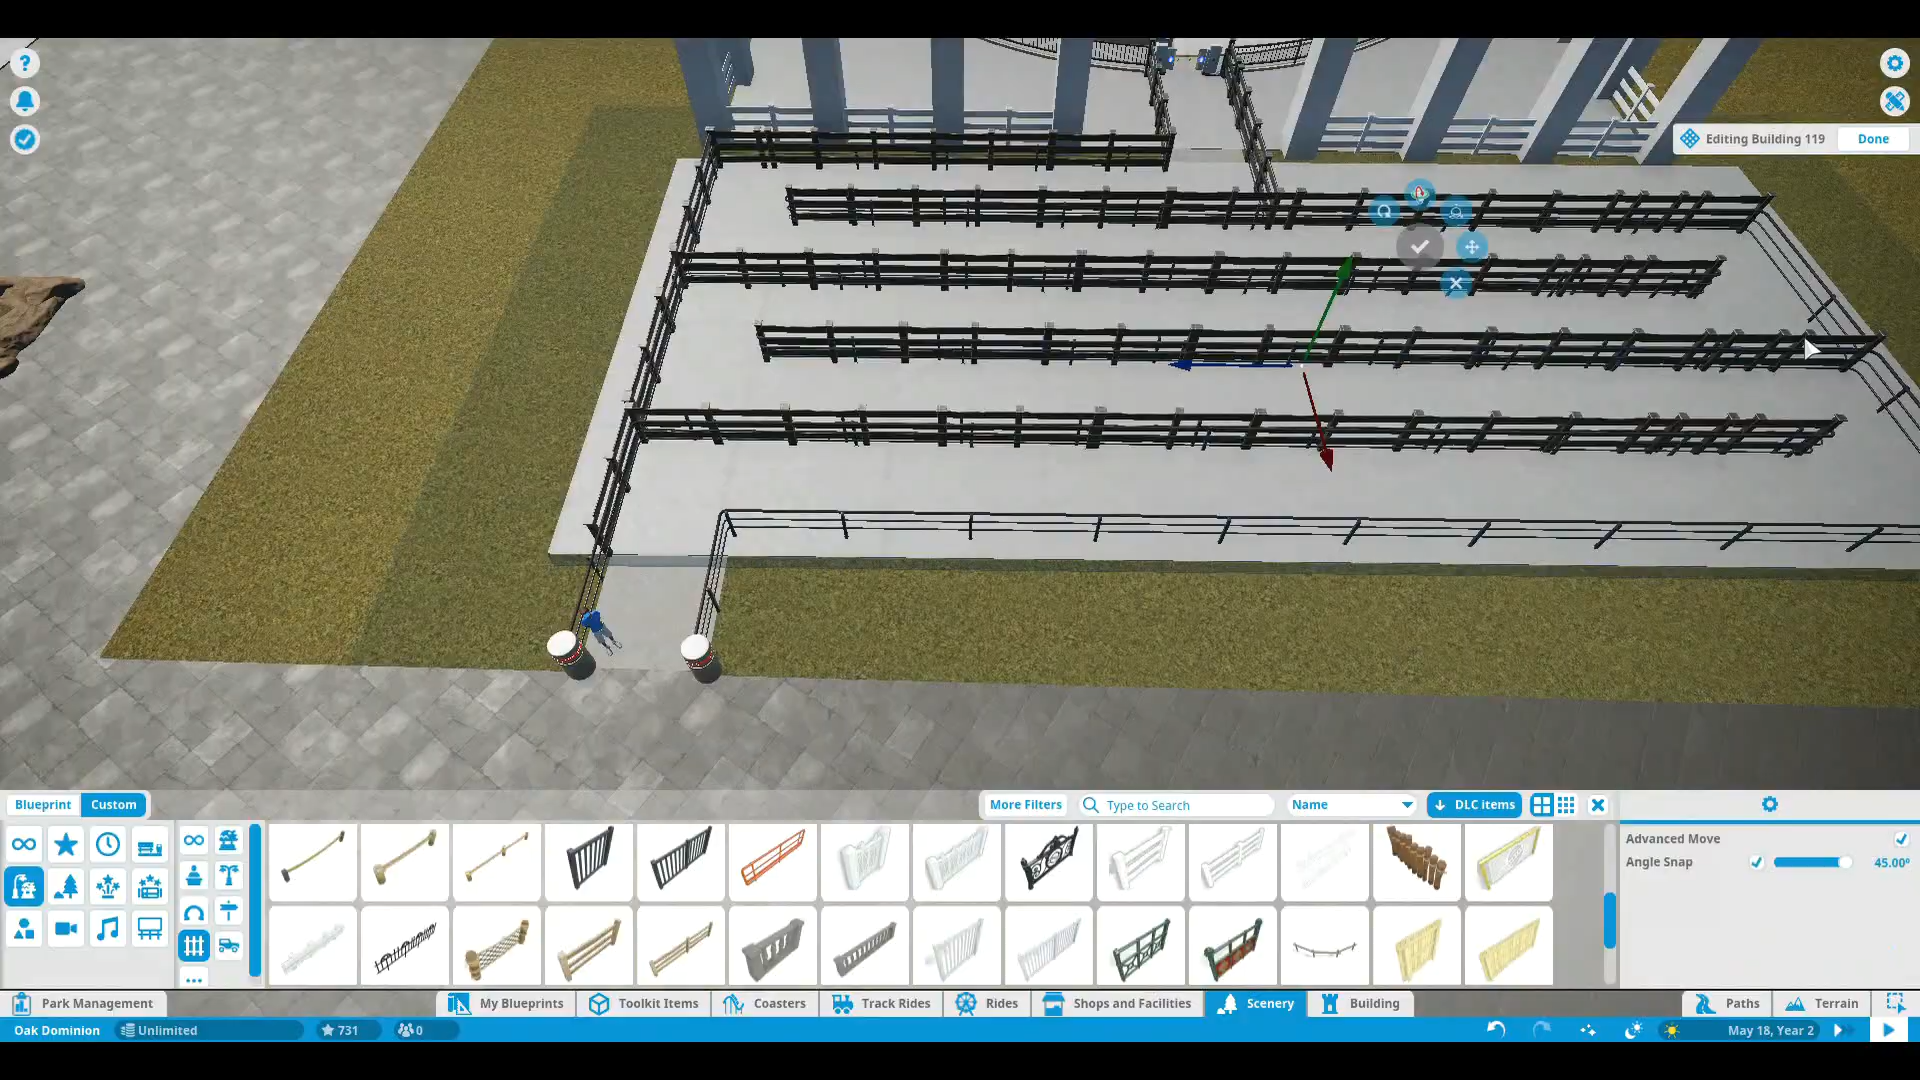 ?
Editing Building 119
Done
Blueprint
Custom
More Filters
Type to Search
Name
DLC items
Advanced Move
Angle Snap
45.00°
...
Park Management
My Blueprints
Toolkit Items
Coasters
Track Rides
Rides
Shops and Facilities
Scenery
Building
Paths
Terrain
Oak Dominion
Unlimited
731
0
May 18, Year 2